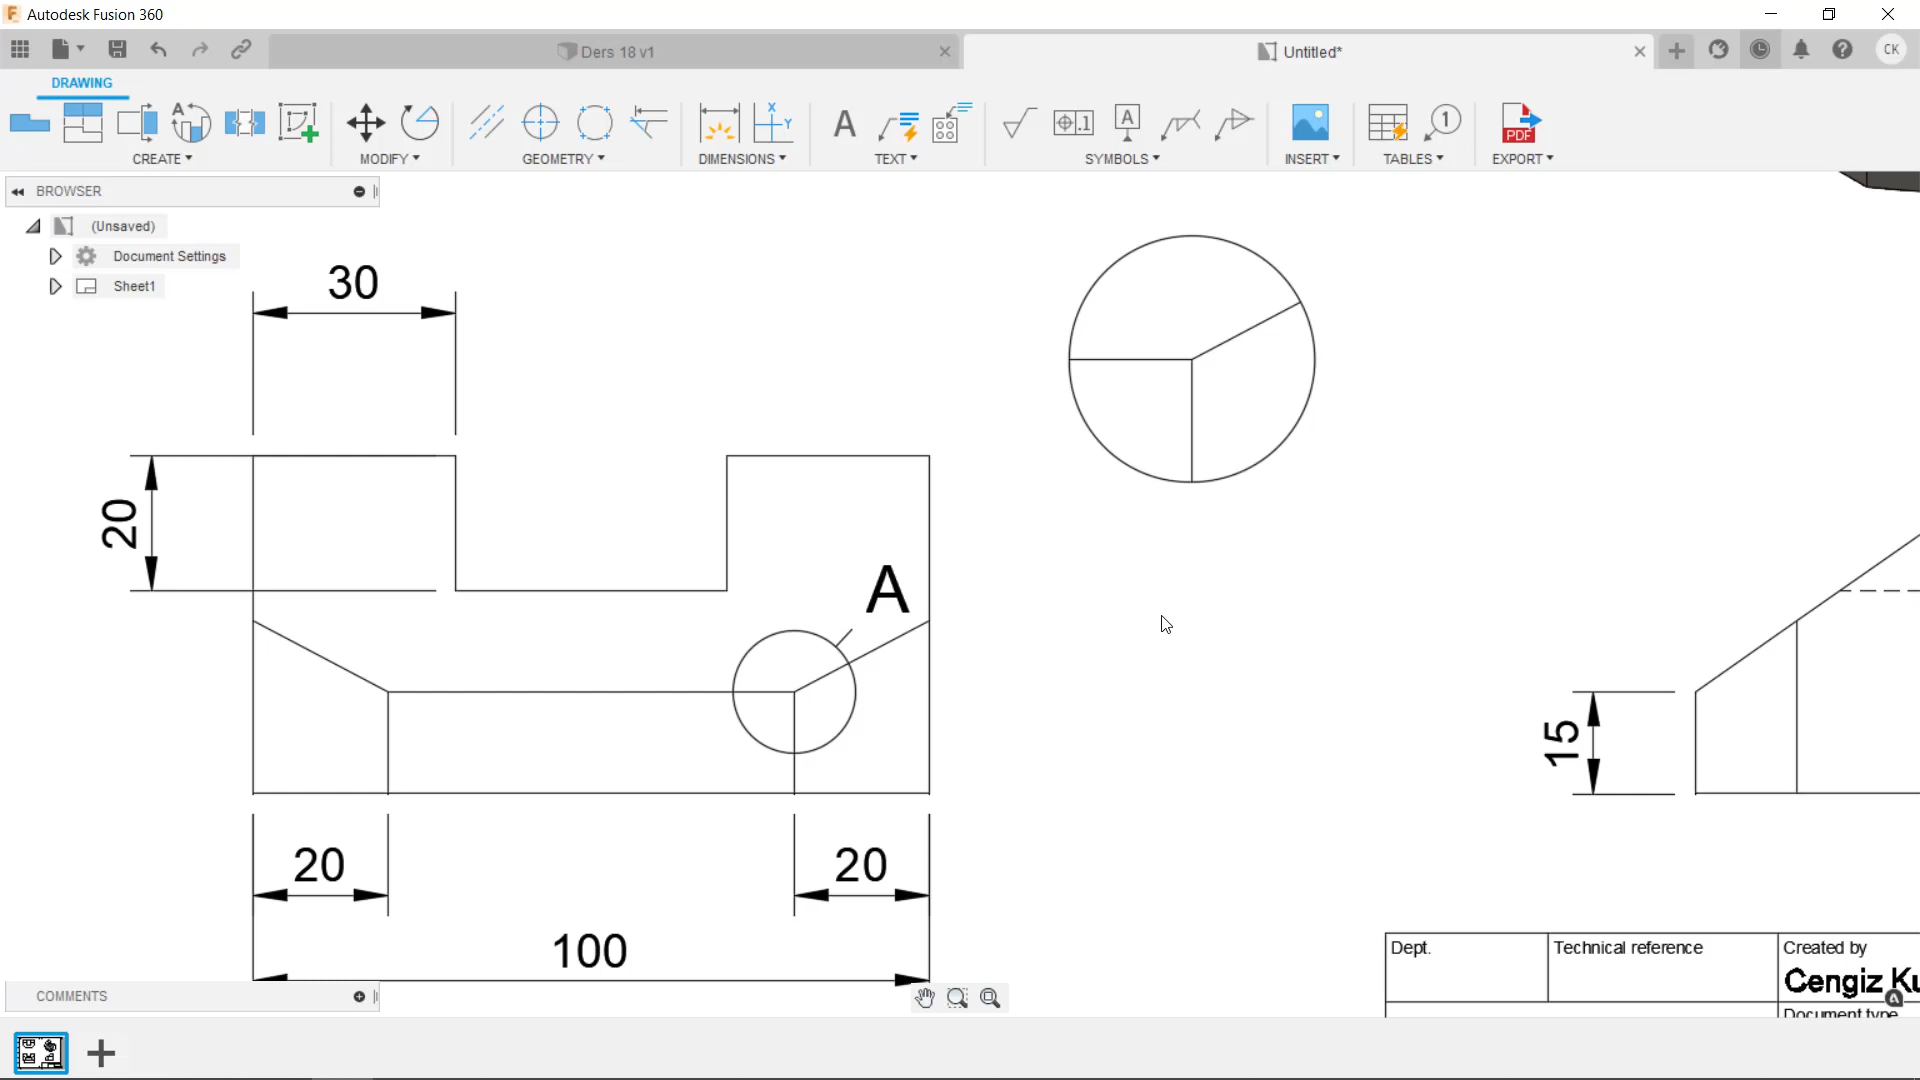 Autodesk Fusion 360
Ders 18 v1
Untitled*
CK
DRAWING
CREATE
MODIFY
GEOMETRY
DIMENSIONS
TEXT
SYMBOLS
INSERT
TABLES
EXPORT
BROWSER
(Unsaved)
Document Settings
Sheet1
30
20
A
15
20
20
100
Dept.
Technical reference
Created by
Cengiz Ku
Document type
COMMENTS